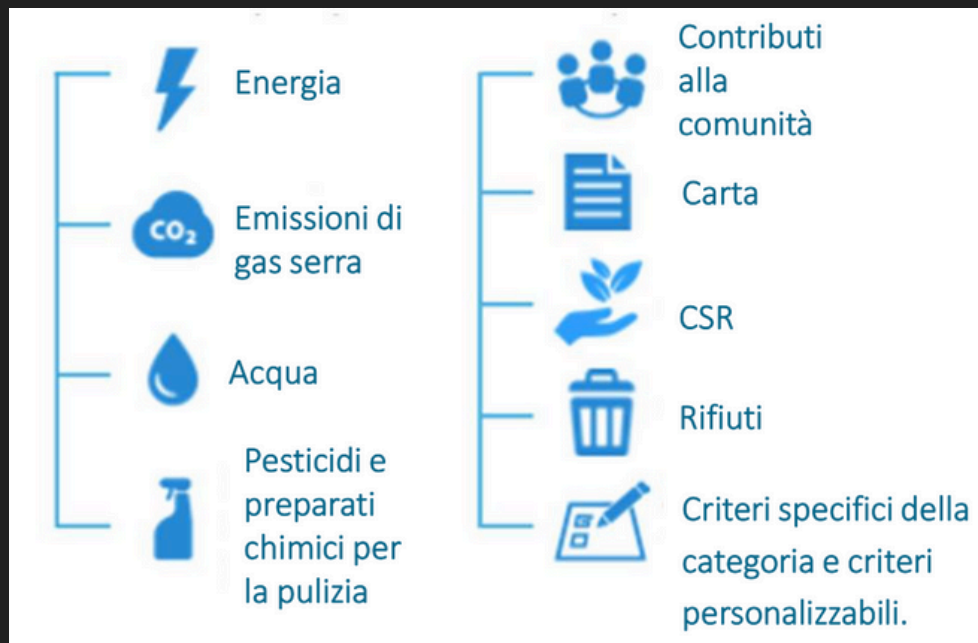 Energia
CO₂
Emissioni di
gas serra
Acqua
Pesticidi e
preparati
chimici per
la pulizia
Contributi
alla
comunità
Carta
CSR
Rifiuti
Criteri specifici della
categoria e criteri
personalizzabili.